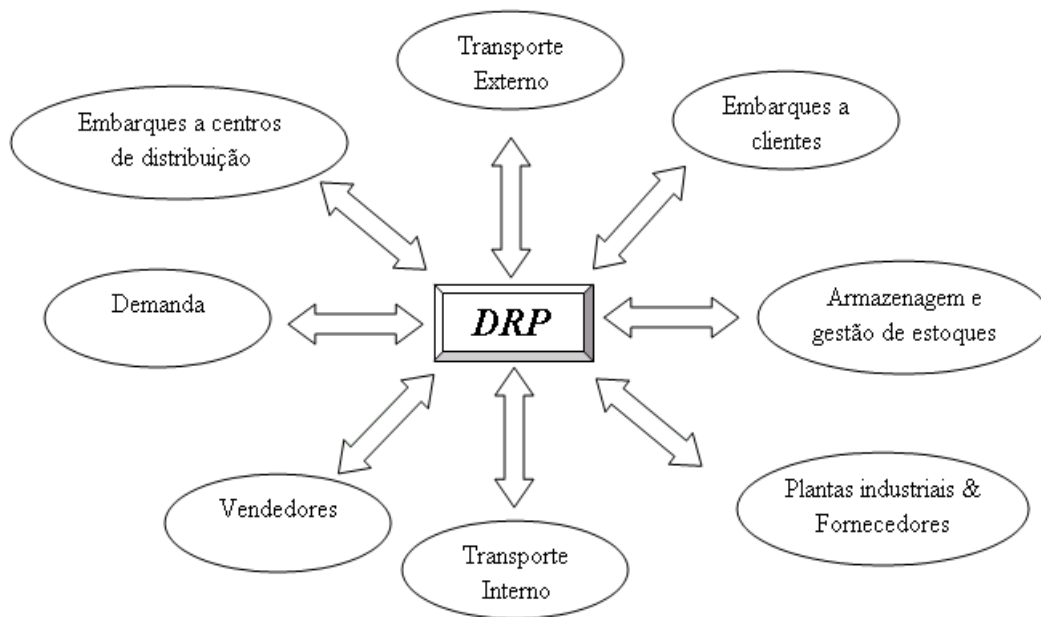 Transporte
Externo
Embarques a centros
de distribuição
Embarques a
clientes
Demanda
DRP
Armazenagem e
gestão de estoques
Vendedores
Transporte
Interno
Plantas industriais &
Fornecedores